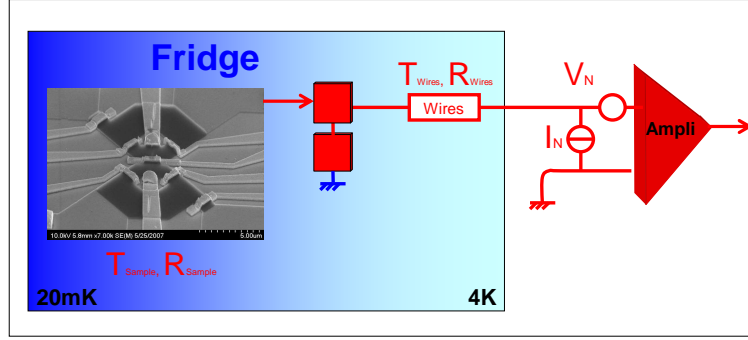 Fridge
T Wires, R Wires
Wires
V N
I N
Ampli
10.0kV 5.8mm x7.00k SE(M) 5/25/2007
5.00um
T Sample, R Sample
20mK
4K